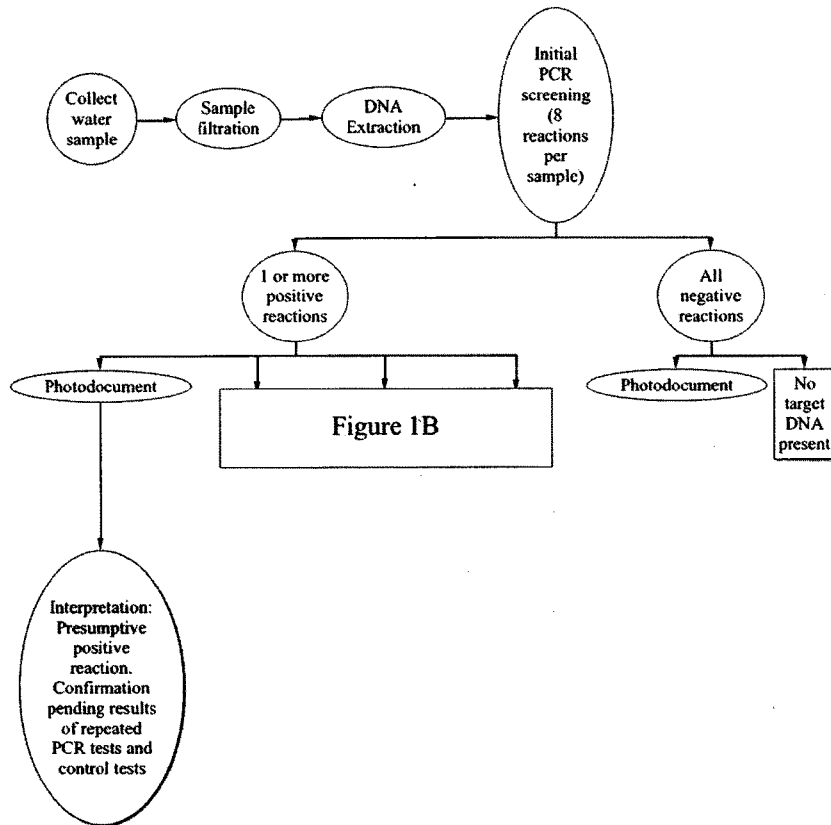 Collect
water
sample
Sample
filtration
DNA
Extraction
Initial
PCR
screening
(8
reactions
per
sample)
1 or more
positive
reactions
All
negative
reactions
Photodocument
Figure 1B
Photodocument
No
target
DNA
present
Interpretation:
Presumptive
positive
reaction.
Confirmation
pending results
of repeated
PCR tests and
control tests